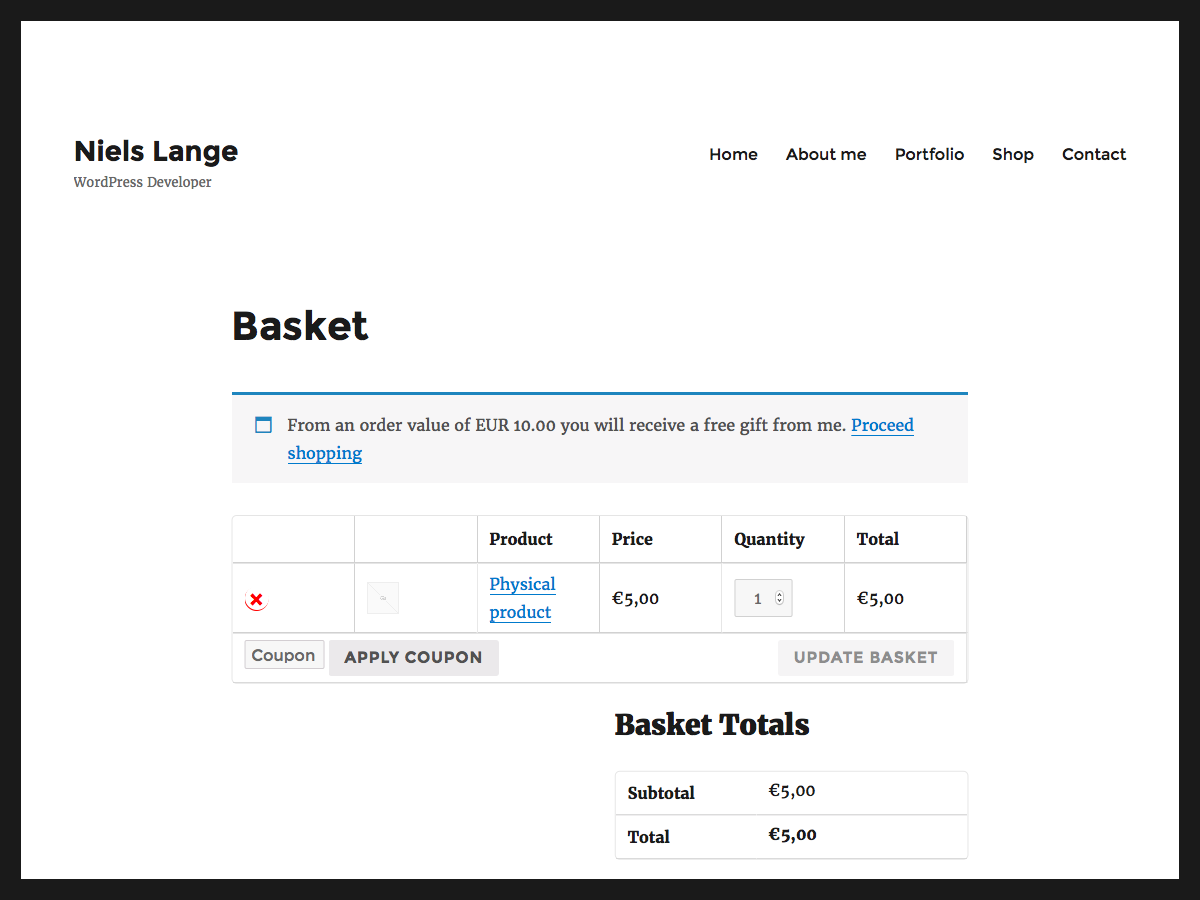 Niels Lange
WordPress Developer
Home About me Portfolio Shop Contact
Basket
From an order value of EUR 10.00 you will receive a free gift from me. Proceed
shopping
Product Price Quantity Total
Physical
product
€5,00 1 €5,00
Coupon APPLY COUPON UPDATE BASKET
Basket Totals
Subtotal €5,00
Total €5,00